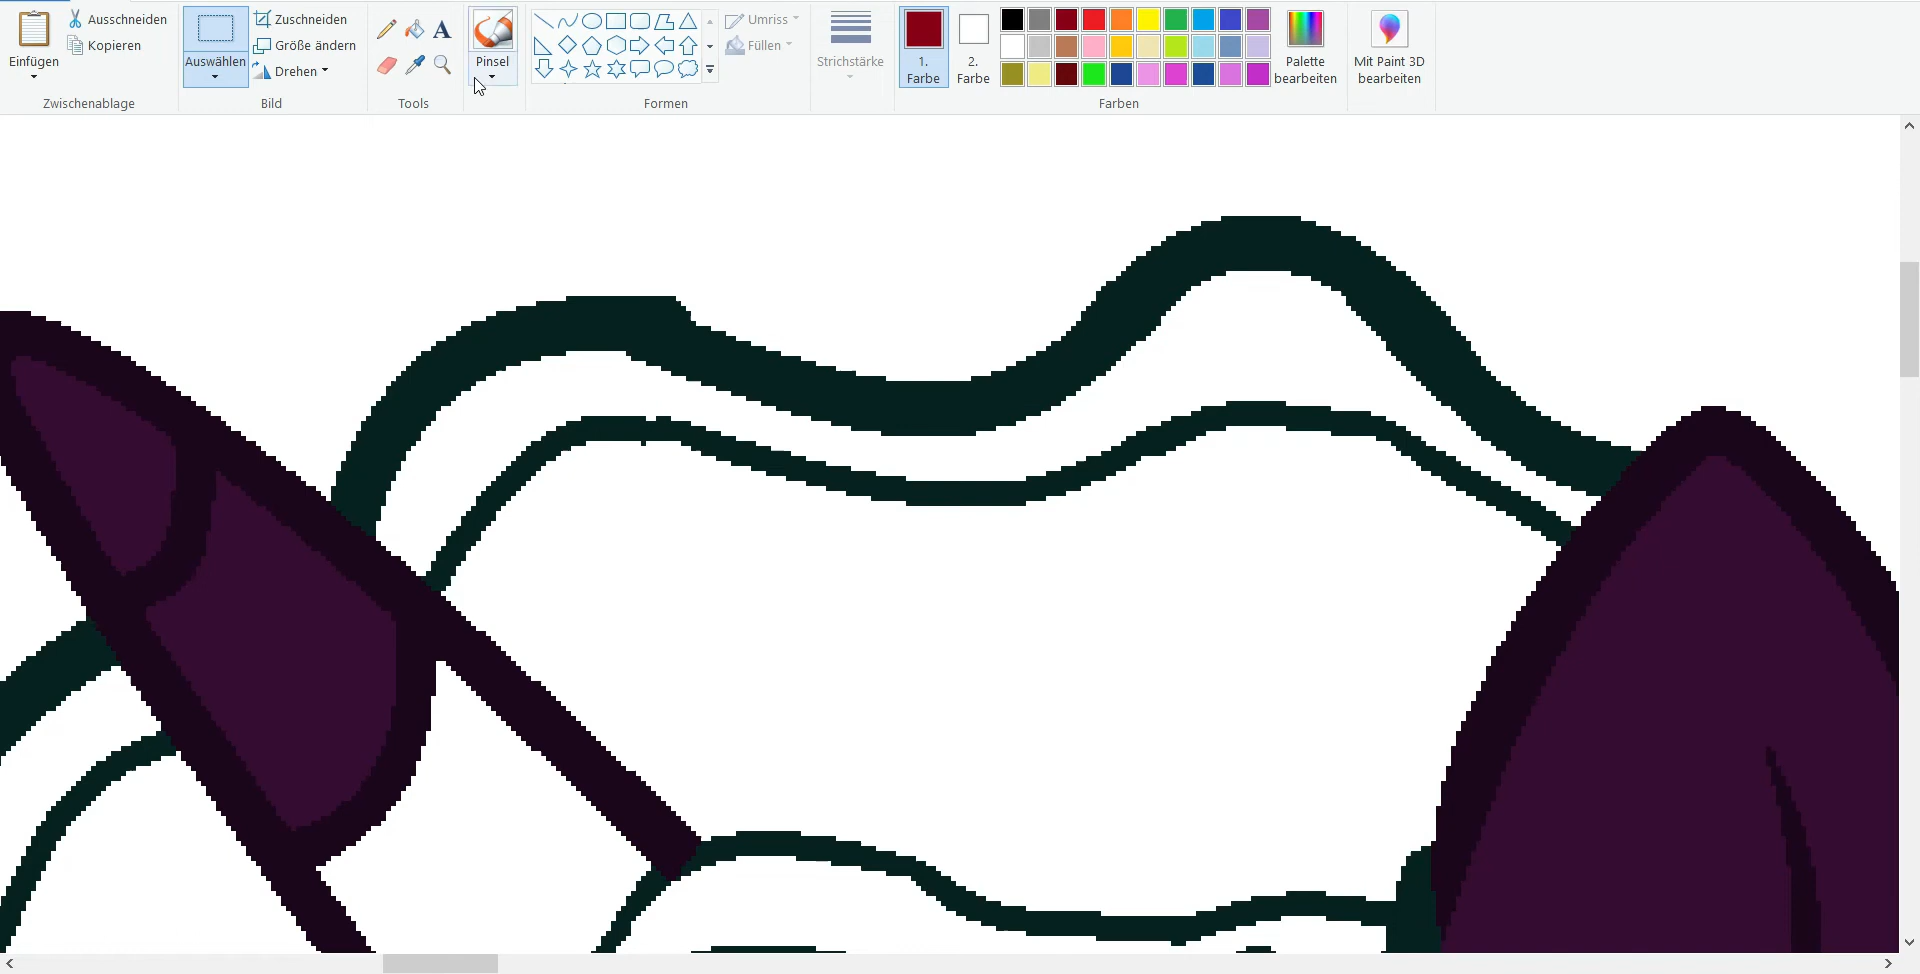 Einfügen
Ausschneiden
Kopieren
Zwischenablage
Auswählen
Zuschneiden
Größe ändern
Drehen
Bild
A
Tools
Pinsel
Umriss
Füllen
Formen
Strichstärke
1.
Farbe
2.
Farbe
Palette
bearbeiten
Farben
Mit Paint 3D
bearbeiten